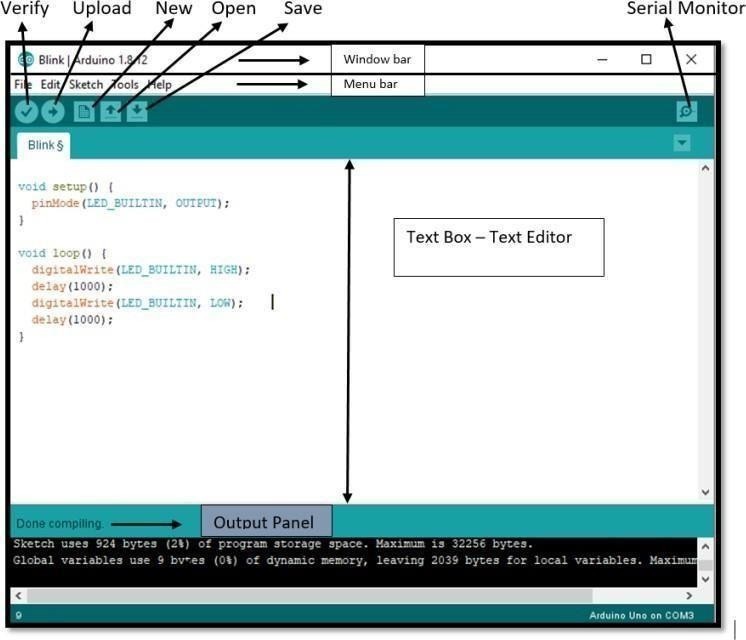 Verify Upload New Open Save Serial Monitor
Blink | Arduino 1.8.12 Window bar
File Edit Sketch Tools Help Menu bar
Blink §
void setup() {
pinMode(LED_BUILTIN, OUTPUT);
}
void loop() {
digitalWrite(LED_BUILTIN, HIGH);
delay(1000);
digitalWrite(LED_BUILTIN, LOW);
delay(1000);
}
Text Box – Text Editor
Done compiling. Output Panel
Sketch uses 924 bytes (2%) of program storage space. Maximum is 32256 bytes.
Global variables use 9 bytes (0%) of dynamic memory, leaving 2039 bytes for local variables. Maximum
9 Arduino Uno on COM3